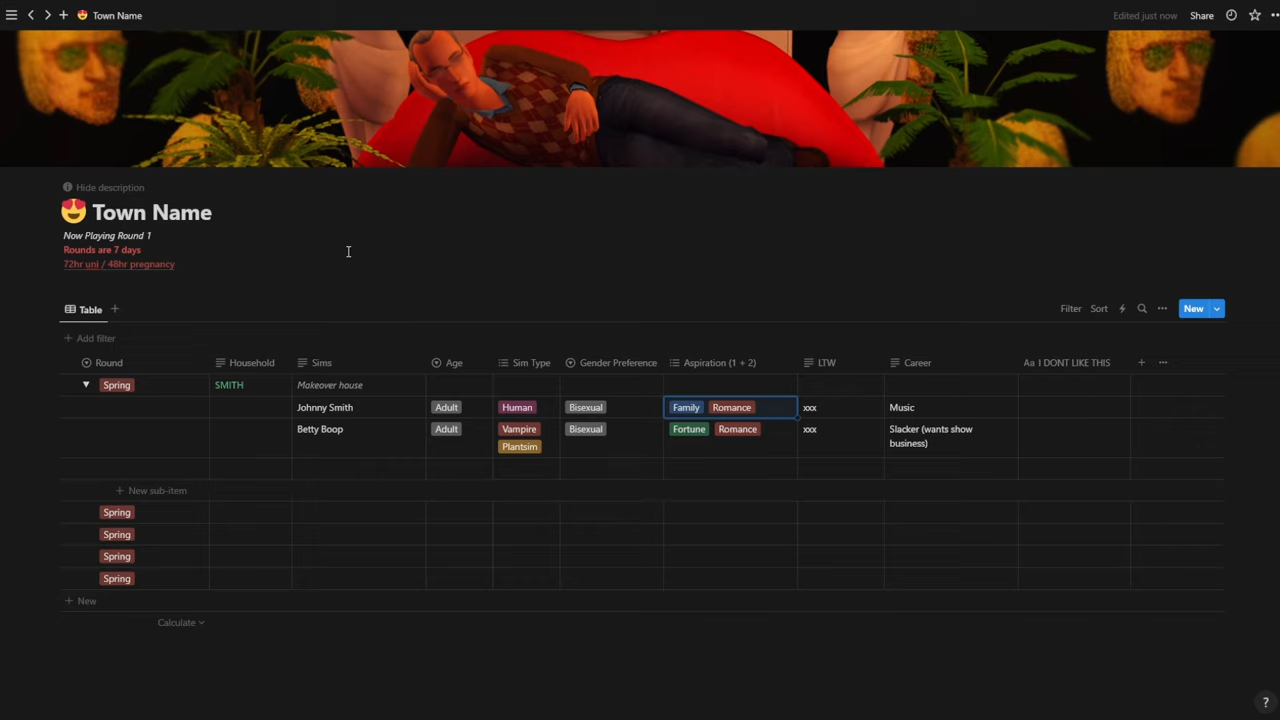 😍 Town Name
Edited just now
Share
Hide description
😍 Town Name
Now Playing Round 1
Rounds are 7 days
72hr uni / 48hr pregnancy
Table
Filter
Sort
New
Add filter
Round Household Sims Age Sim Type Gender Preference Aspiration (1 + 2) LTW Career Aa I DONT LIKE THIS
Spring SMITH Makeover house
Johnny Smith Adult Human Bisexual Family Romance xxx Music
Betty Boop Adult Vampire Bisexual Fortune Romance xxx Slacker (wants show
Plantsim business)
+ New sub-item
Spring
Spring
Spring
Spring
+ New
Calculate
?